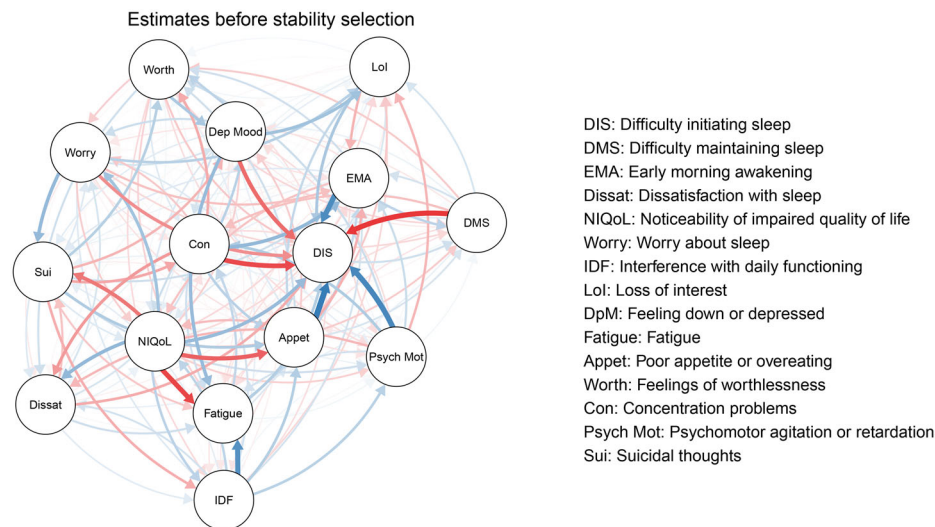 Estimates before stability selection
Worth
LoI
Dep Mood
Worry
EMA
DMS
Con
DIS
Sui
NIQoL
Appet
Psych Mot
Dissat
Fatigue
IDF
DIS: Difficulty initiating sleep
DMS: Difficulty maintaining sleep
EMA: Early morning awakening
Dissat: Dissatisfaction with sleep
NIQoL: Noticeability of impaired quality of life
Worry: Worry about sleep
IDF: Interference with daily functioning
LoI: Loss of interest
DpM: Feeling down or depressed
Fatigue: Fatigue
Appet: Poor appetite or overeating
Worth: Feelings of worthlessness
Con: Concentration problems
Psych Mot: Psychomotor agitation or retardation
Sui: Suicidal thoughts